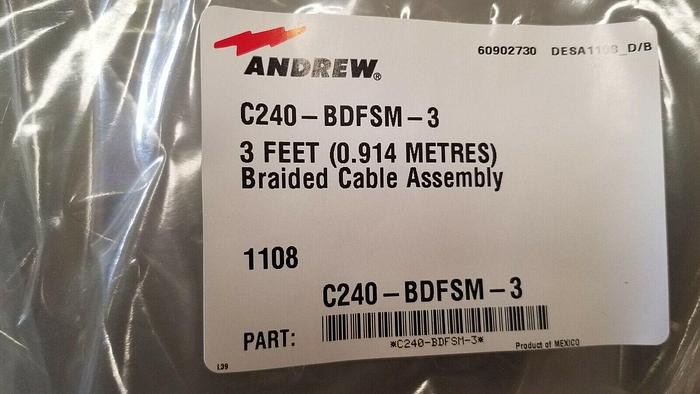 60902730 DESA1108_D/B
ANDREW®
C240-BDFSM-3
3 FEET (0.914 METRES)
Braided Cable Assembly
1108
C240-BDFSM-3
PART:
*C240-BDFSM-3*
Product of MEXICO
L39